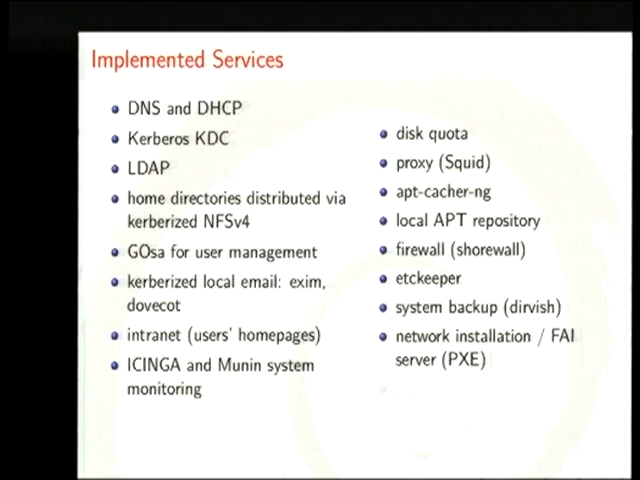 Implemented Services
DNS and DHCP
Kerberos KDC
LDAP
home directories distributed via
kerberized NFSv4
GOsa for user management
kerberized local email: exim,
dovecot
intranet (users' homepages)
ICINGA and Munin system
monitoring
disk quota
proxy (Squid)
apt-cacher-ng
local APT repository
firewall (shorewall)
etckeeper
system backup (dirvish)
network installation / FAI
server (PXE)